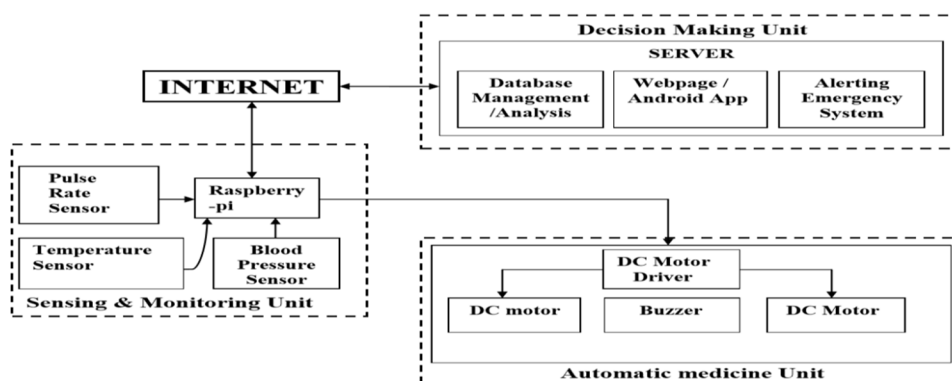 Decision Making Unit
SERVER
Database
Management
/Analysis
Webpage /
Android App
Alerting
Emergency
System
INTERNET
Pulse
Rate
Sensor
Raspberry
-pi
Temperature
Sensor
Blood
Pressure
Sensor
Sensing & Monitoring Unit
DC Motor
Driver
DC motor
Buzzer
DC Motor
Automatic medicine Unit